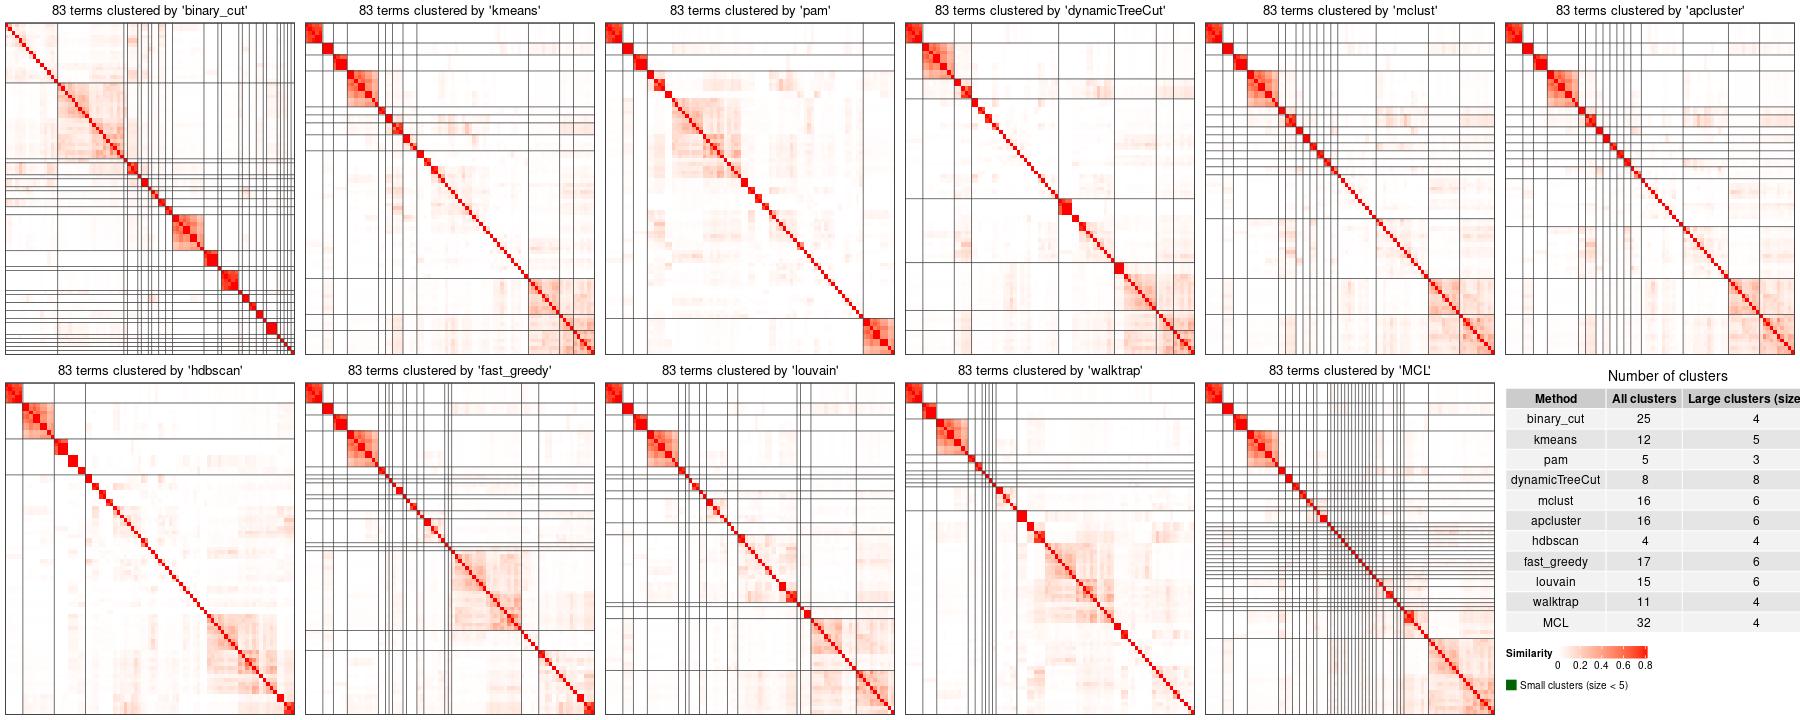 83 terms clustered by 'binary_cut'
83 terms clustered by 'kmeans'
83 terms clustered by 'pam'
83 terms clustered by 'dynamicTreeCut'
83 terms clustered by 'mclust'
83 terms clustered by 'apcluster'
83 terms clustered by 'hdbscan'
83 terms clustered by 'fast_greedy'
83 terms clustered by 'louvain'
83 terms clustered by 'walktrap'
83 terms clustered by 'MCL'
Number of clusters
Method All clusters Large clusters (size
binary_cut 25 4
kmeans 12 5
pam 5 3
dynamicTreeCut 8 8
mclust 16 6
apcluster 16 6
hdbscan 4 4
fast_greedy 17 6
louvain 15 6
walktrap 11 4
MCL 32 4
Similarity
0 0.2 0.4 0.6 0.8
Small clusters (size < 5)